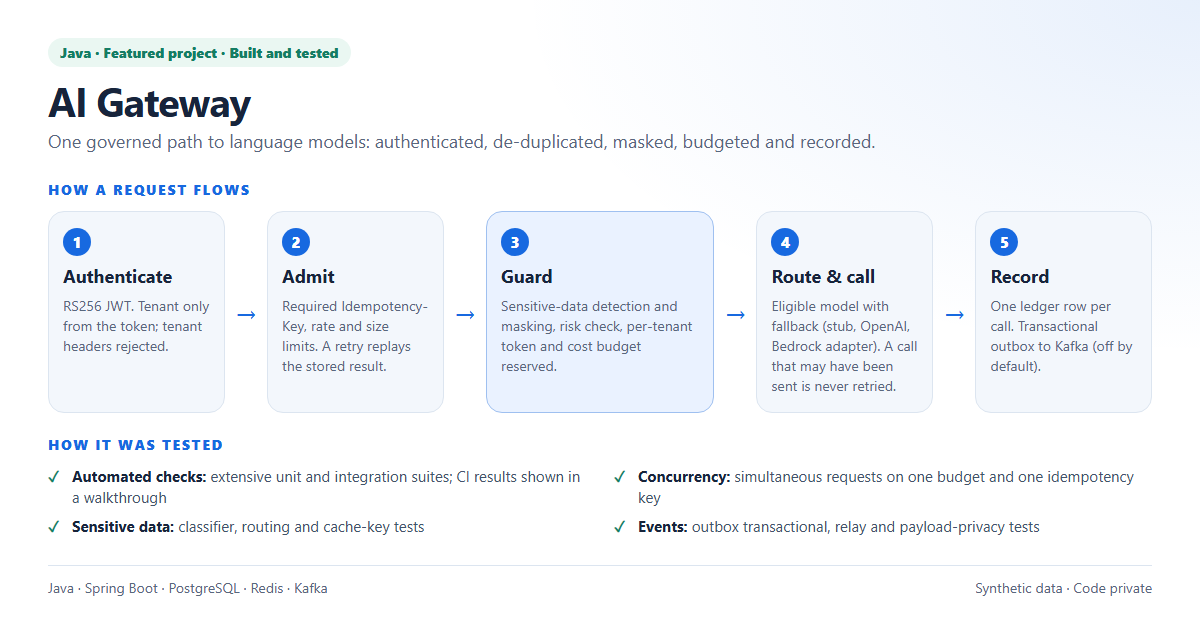 Java · Featured project · Built and tested
AI Gateway
One governed path to language models: authenticated, de-duplicated, masked, budgeted and recorded.
HOW A REQUEST FLOWS
1
Authenticate
RS256 JWT. Tenant only
from the token; tenant
headers rejected.
→
2
Admit
Required Idempotency-
Key, rate and size
limits. A retry replays
the stored result.
→
3
Guard
Sensitive-data detection and
masking, risk check, per-tenant
token and cost budget
reserved.
→
4
Route & call
Eligible model with
fallback (stub, OpenAI,
Bedrock adapter). A call
that may have been
sent is never retried.
→
5
Record
One ledger row per
call. Transactional
outbox to Kafka (off by
default).
HOW IT WAS TESTED
✓ Automated checks: extensive unit and integration suites; CI results shown in
a walkthrough
✓ Concurrency: simultaneous requests on one budget and one idempotency
key
✓ Sensitive data: classifier, routing and cache-key tests
✓ Events: outbox transactional, relay and payload-privacy tests
Java · Spring Boot · PostgreSQL · Redis · Kafka
Synthetic data · Code private